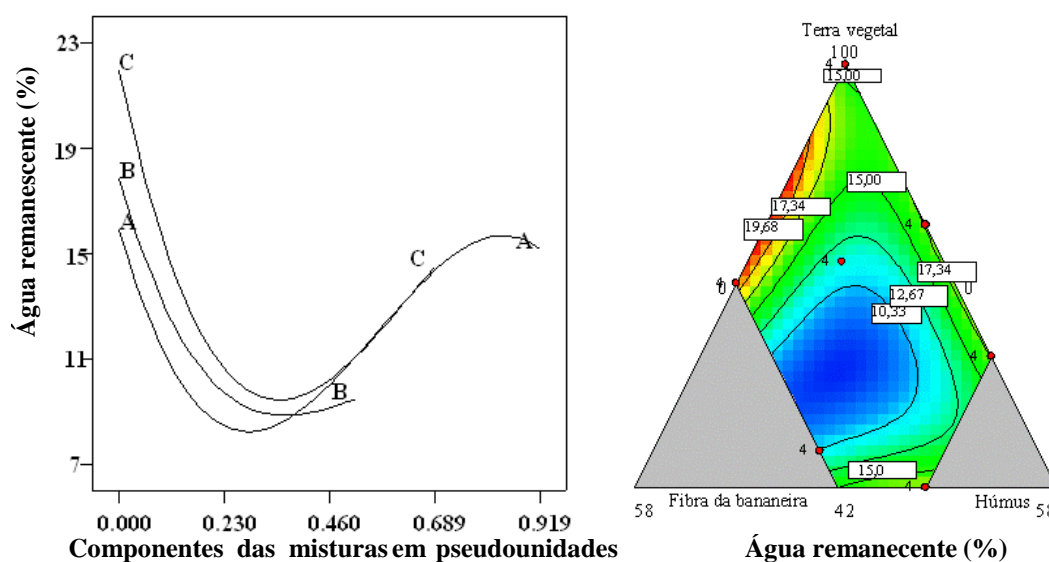 Água remanescente (%)
23
19
15
11
7
C
B
A
C
A
B
0.000 0.230 0.460 0.689 0.919
Componentes das misturas em pseudounidades
Terra vegetal
100
4
15,00
15,00
17,34
19,68
4
4
17,34
4
0
0
12,67
10,33
4
4
15,0
4
58 Fibra da bananeira 42 Húmus 58
Água remanecente (%)